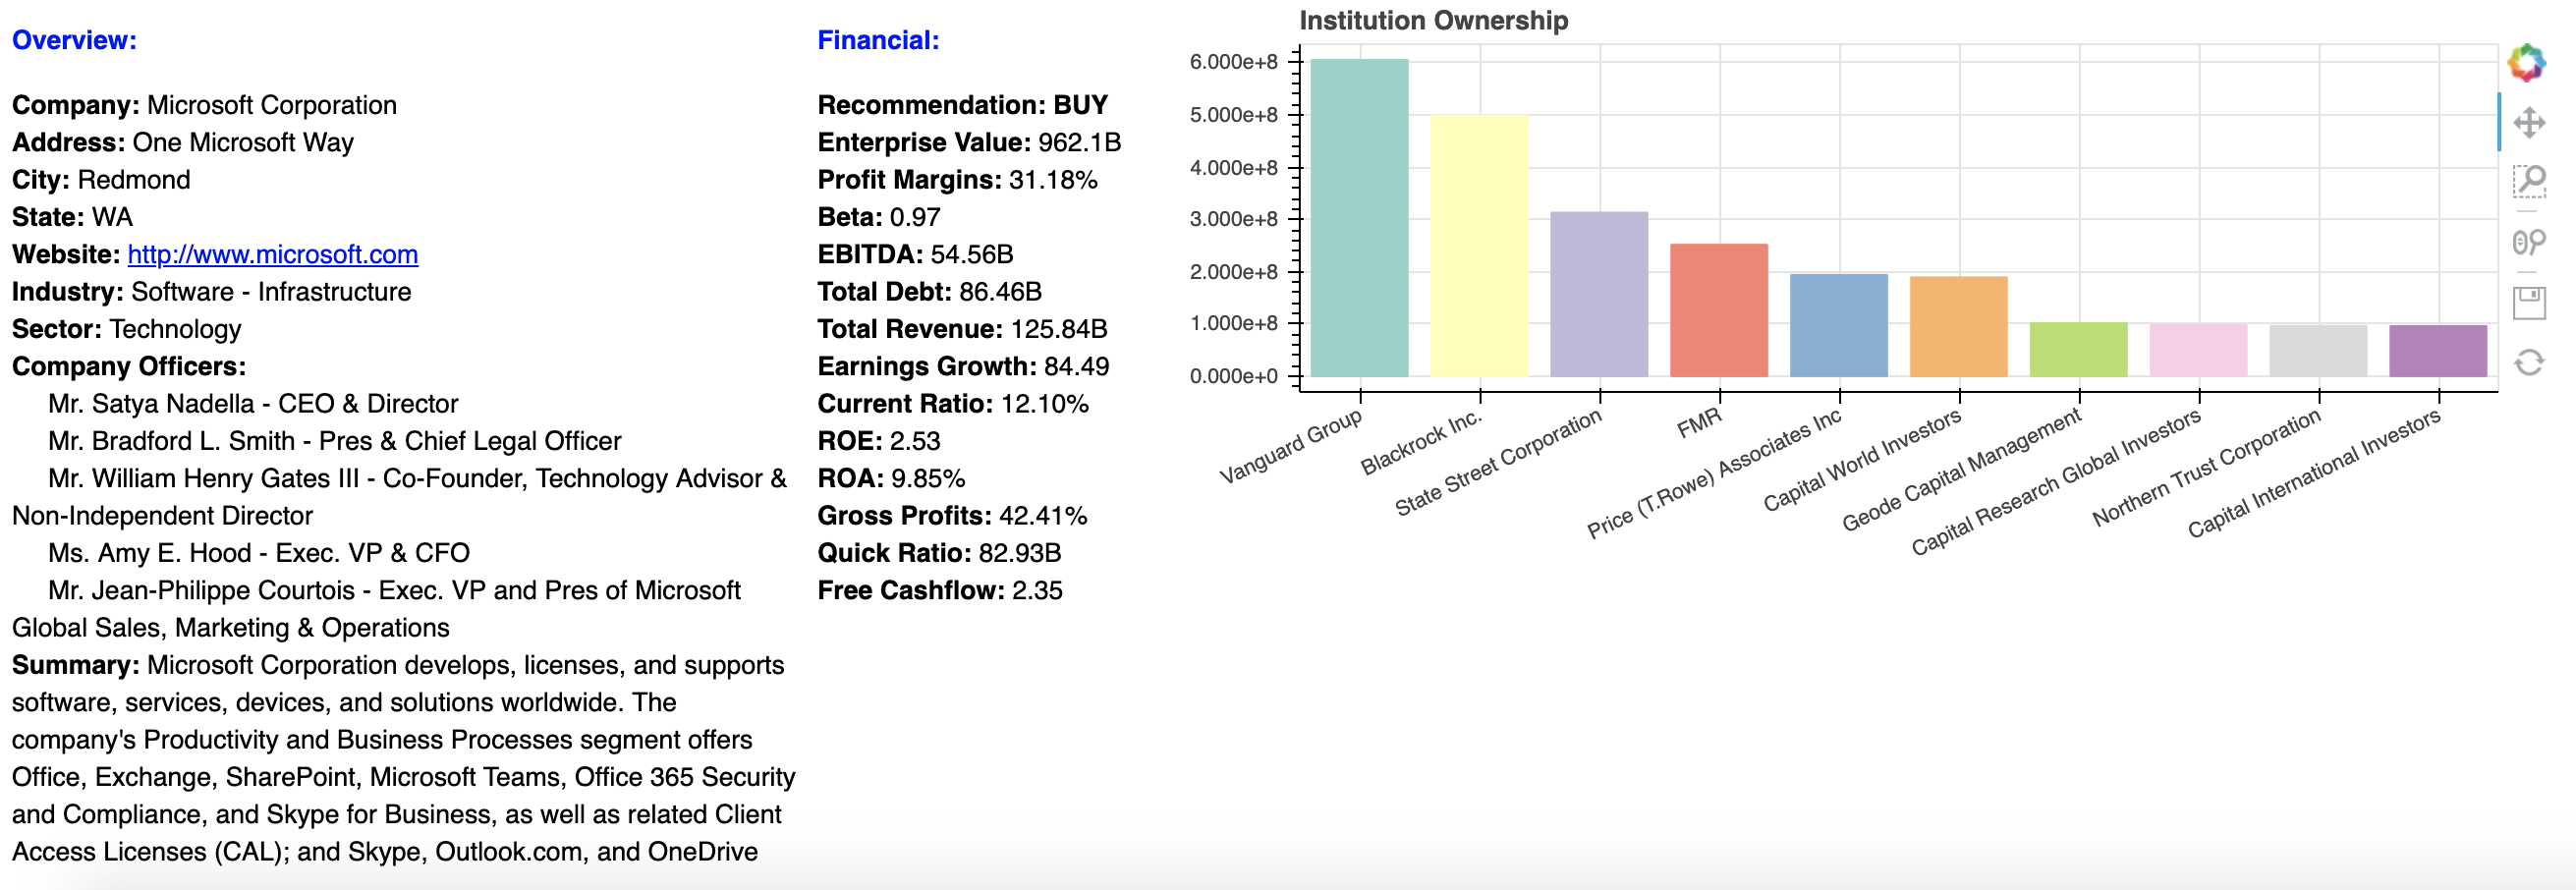 Overview:
Company: Microsoft Corporation
Address: One Microsoft Way
City: Redmond
State: WA
Website: http://www.microsoft.com
Industry: Software - Infrastructure
Sector: Technology
Company Officers:
Mr. Satya Nadella - CEO & Director
Mr. Bradford L. Smith - Pres & Chief Legal Officer
Mr. William Henry Gates III - Co-Founder, Technology Advisor &
Non-Independent Director
Ms. Amy E. Hood - Exec. VP & CFO
Mr. Jean-Philippe Courtois - Exec. VP and Pres of Microsoft
Global Sales, Marketing & Operations
Summary: Microsoft Corporation develops, licenses, and supports
software, services, devices, and solutions worldwide. The
company's Productivity and Business Processes segment offers
Office, Exchange, SharePoint, Microsoft Teams, Office 365 Security
and Compliance, and Skype for Business, as well as related Client
Access Licenses (CAL); and Skype, Outlook.com, and OneDrive
Financial:
Recommendation: BUY
Enterprise Value: 962.1B
Profit Margins: 31.18%
Beta: 0.97
EBITDA: 54.56B
Total Debt: 86.46B
Total Revenue: 125.84B
Earnings Growth: 84.49
Current Ratio: 12.10%
ROE: 2.53
ROA: 9.85%
Gross Profits: 42.41%
Quick Ratio: 82.93B
Free Cashflow: 2.35
Institution Ownership
6.000e+8
5.000e+8
4.000e+8
3.000e+8
2.000e+8
1.000e+8
0.000e+0
Vanguard Group
Blackrock Inc.
State Street Corporation
FMR
Price (T.Rowe) Associates Inc
Capital World Investors
Geode Capital Management
Capital Research Global Investors
Northern Trust Corporation
Capital International Investors